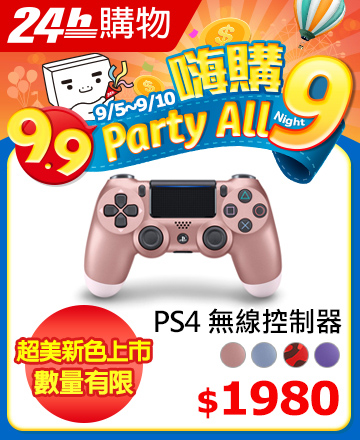 24h購物
嗨購
9/5~9/10
9.9 Party All Night 9
PS4 無線控制器
超美新色上市
數量有限
$1980